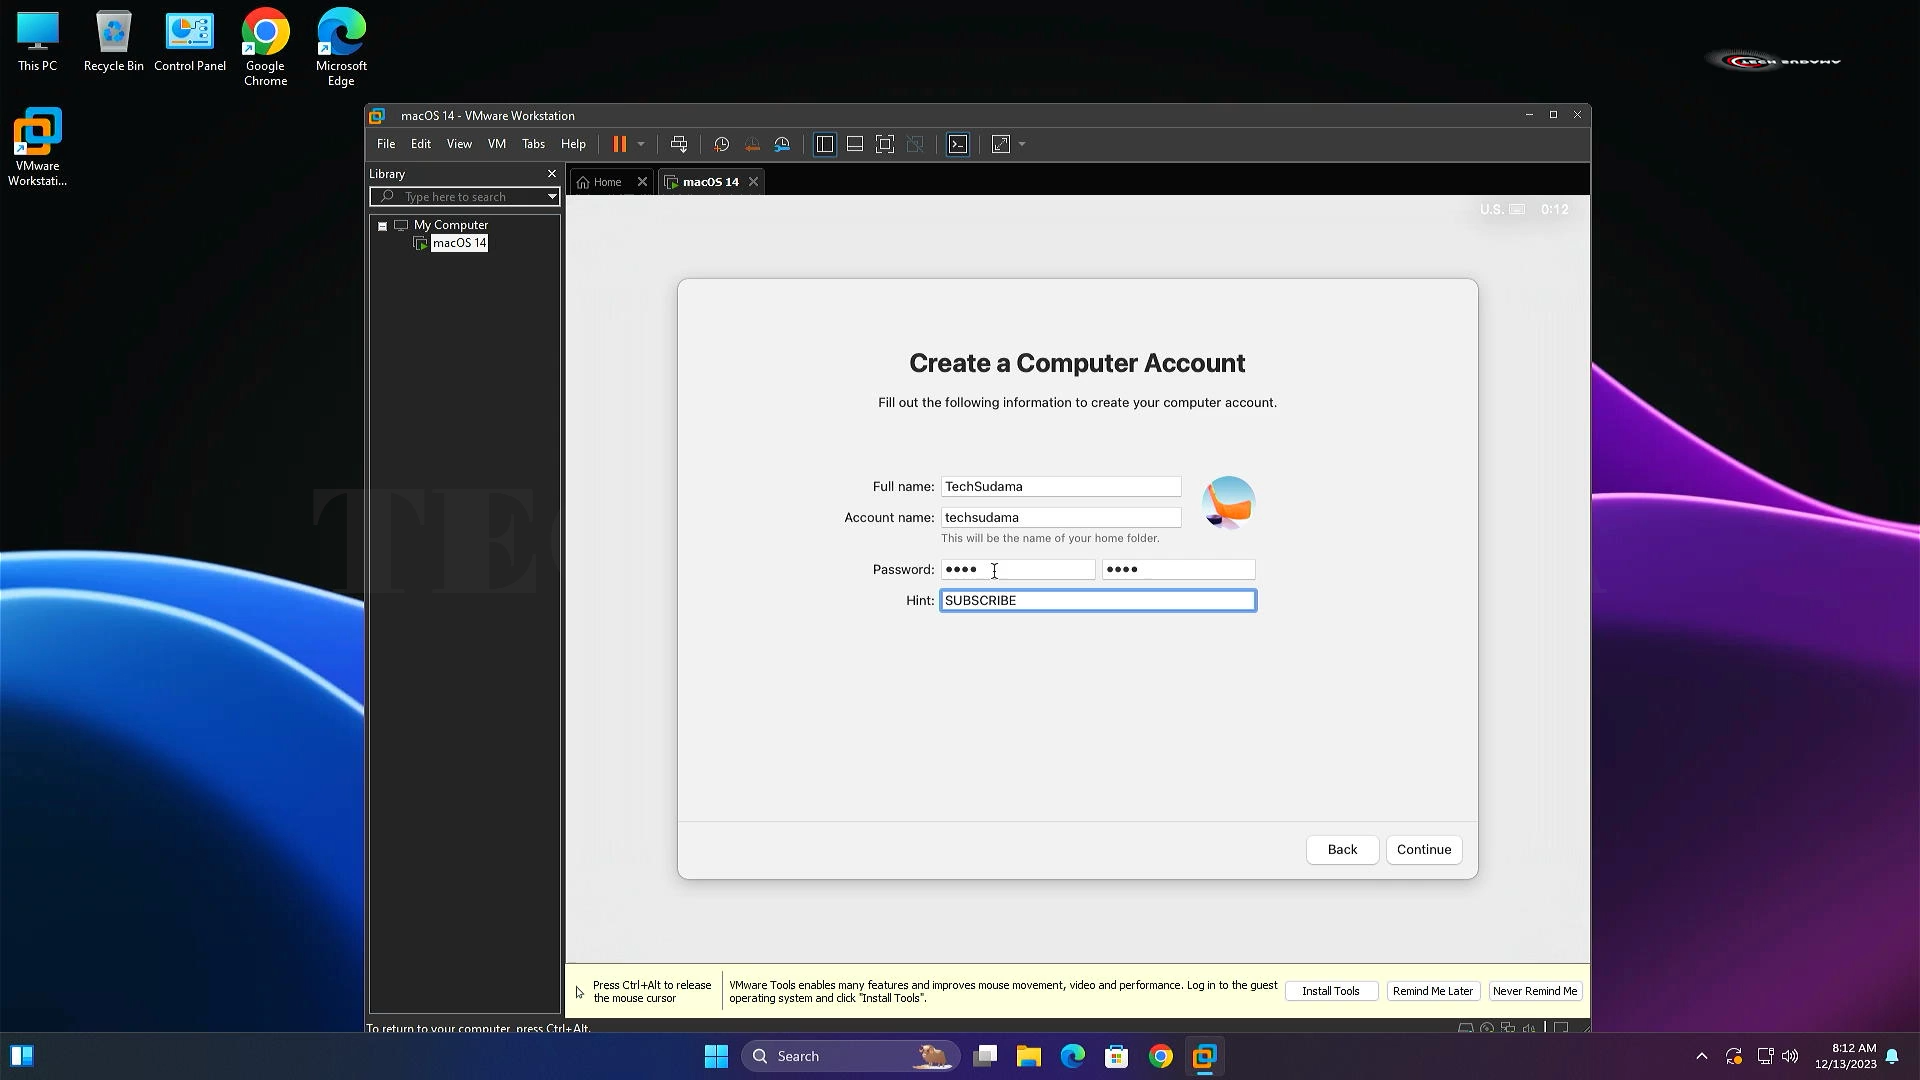 This PC
Recycle Bin
Control Panel
Google
Chrome
Microsoft
Edge
VMware
Workstati...
macOS 14 - VMware Workstation
File Edit View VM Tabs Help
Library
Type here to search
My Computer
macOS 14
Home
macOS 14
U.S. 0:12
Create a Computer Account
Fill out the following information to create your computer account.
Full name: TechSudama
Account name: techsudama
This will be the name of your home folder.
Password: •••• ••••
Hint: SUBSCRIBE
Back
Continue
Press Ctrl+Alt to release
the mouse cursor
VMware Tools enables many features and improves mouse movement, video and performance. Log in to the guest
operating system and click "Install Tools".
Install Tools
Remind Me Later
Never Remind Me
To return to your computer, press Ctrl+Alt.
Search
8:12 AM
12/13/2023